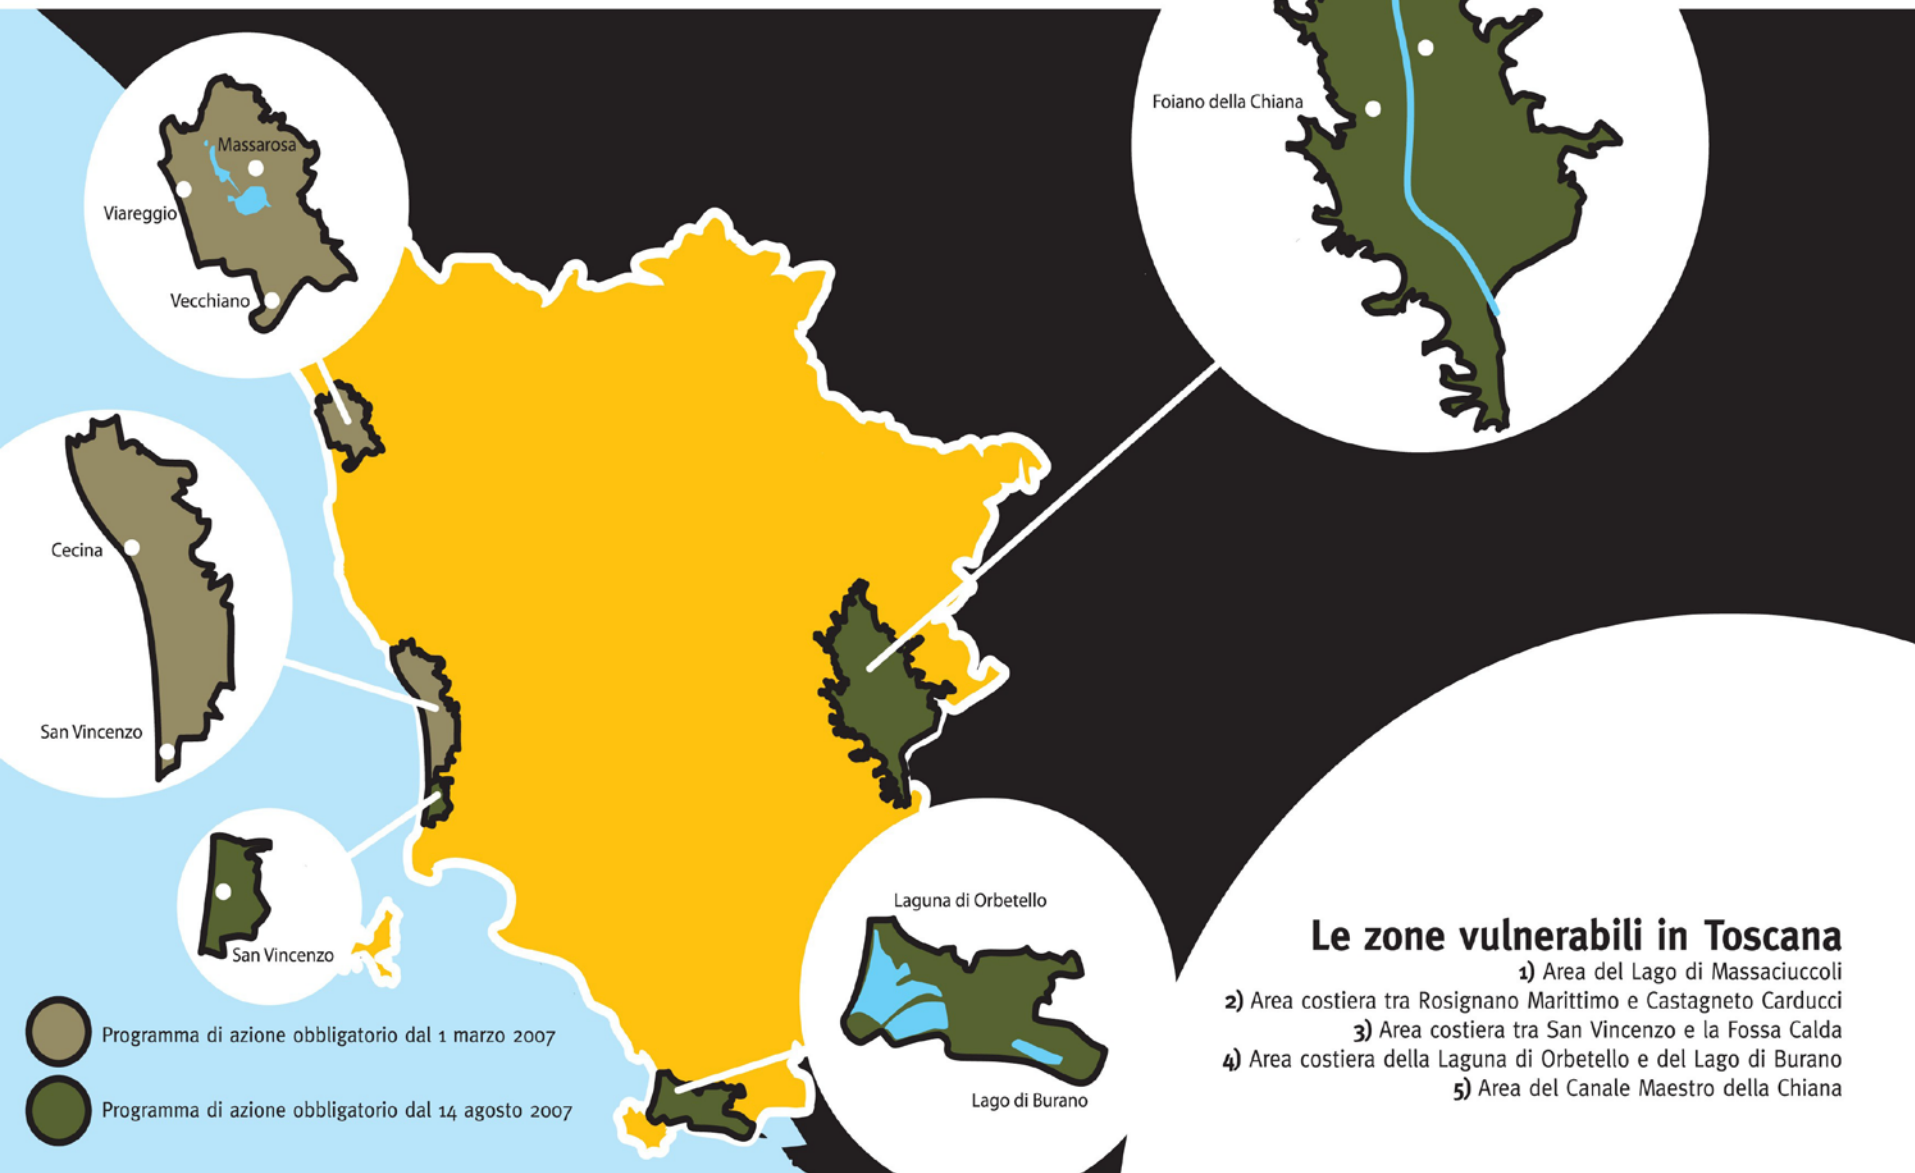 Foiano della Chiana
Massarosa
Viareggio
Vecchiano
Cecina
San Vincenzo
San Vincenzo
Laguna di Orbetello
Lago di Burano
Programma di azione obbligatorio dal 1 marzo 2007
Programma di azione obbligatorio dal 14 agosto 2007
Le zone vulnerabili in Toscana
1) Area del Lago di Massaciuccoli
2) Area costiera tra Rosignano Marittimo e Castagneto Carducci
3) Area costiera tra San Vincenzo e la Fossa Calda
4) Area costiera della Laguna di Orbetello e del Lago di Burano
5) Area del Canale Maestro della Chiana